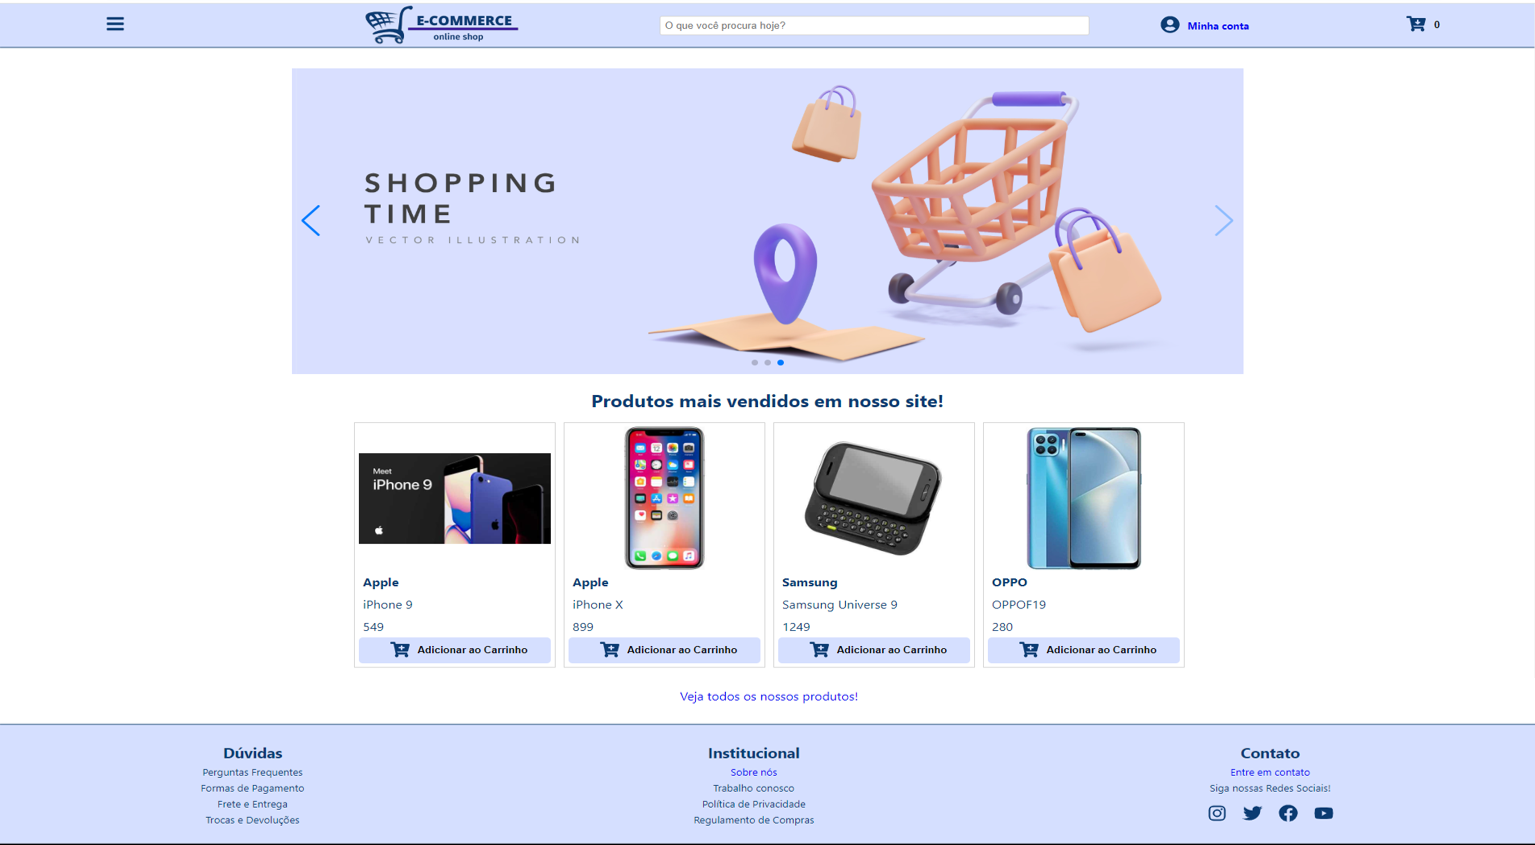 E-COMMERCE
online shop
O que você procura hoje?
Minha conta
0
SHOPPING
TIME
VECTOR ILLUSTRATION
Produtos mais vendidos em nosso site!
Meet
iPhone 9
Apple
iPhone 9
549
Adicionar ao Carrinho
Apple
iPhone X
899
Adicionar ao Carrinho
Samsung
Samsung Universe 9
1249
Adicionar ao Carrinho
OPPO
OPPOF19
280
Adicionar ao Carrinho
Veja todos os nossos produtos!
Dúvidas
Perguntas Frequentes
Formas de Pagamento
Frete e Entrega
Trocas e Devoluções
Institucional
Sobre nós
Trabalho conosco
Política de Privacidade
Regulamento de Compras
Contato
Entre em contato
Siga nossas Redes Sociais!